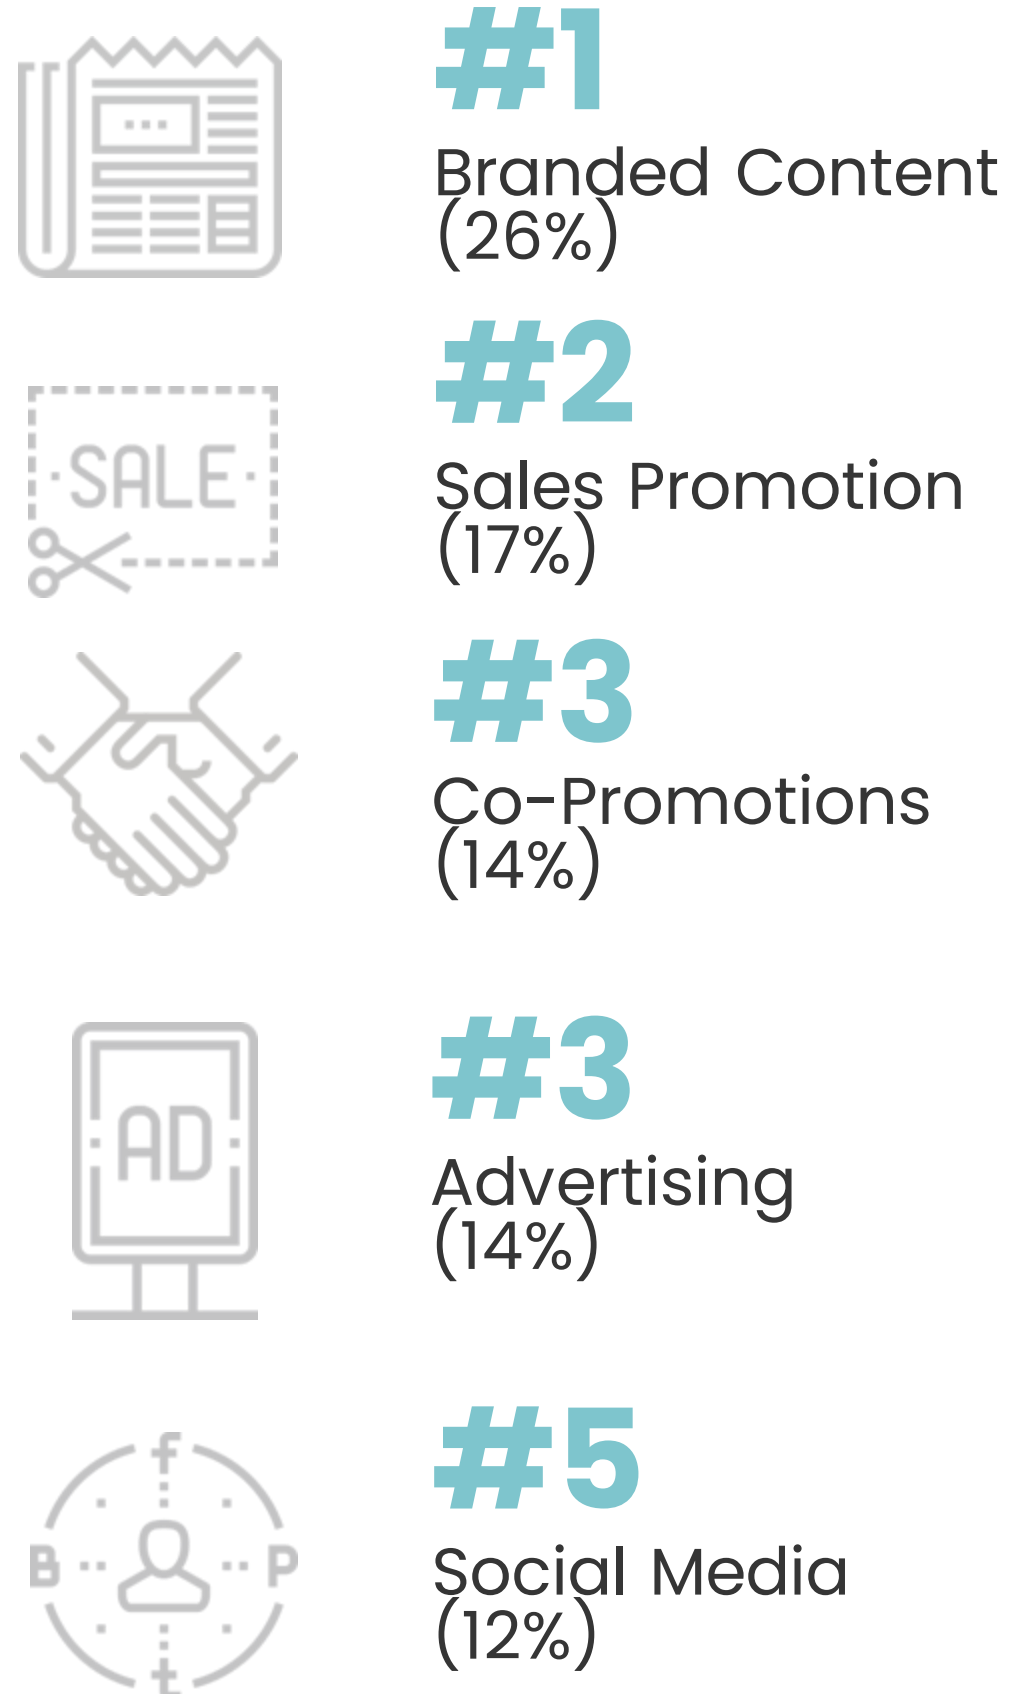 #1
Branded Content
(26%)
SALE
#2
Sales Promotion
(17%)
#3
Co-Promotions
(14%)
AD
#3
Advertising
(14%)
#5
Social Media
(12%)
f
B
P
t